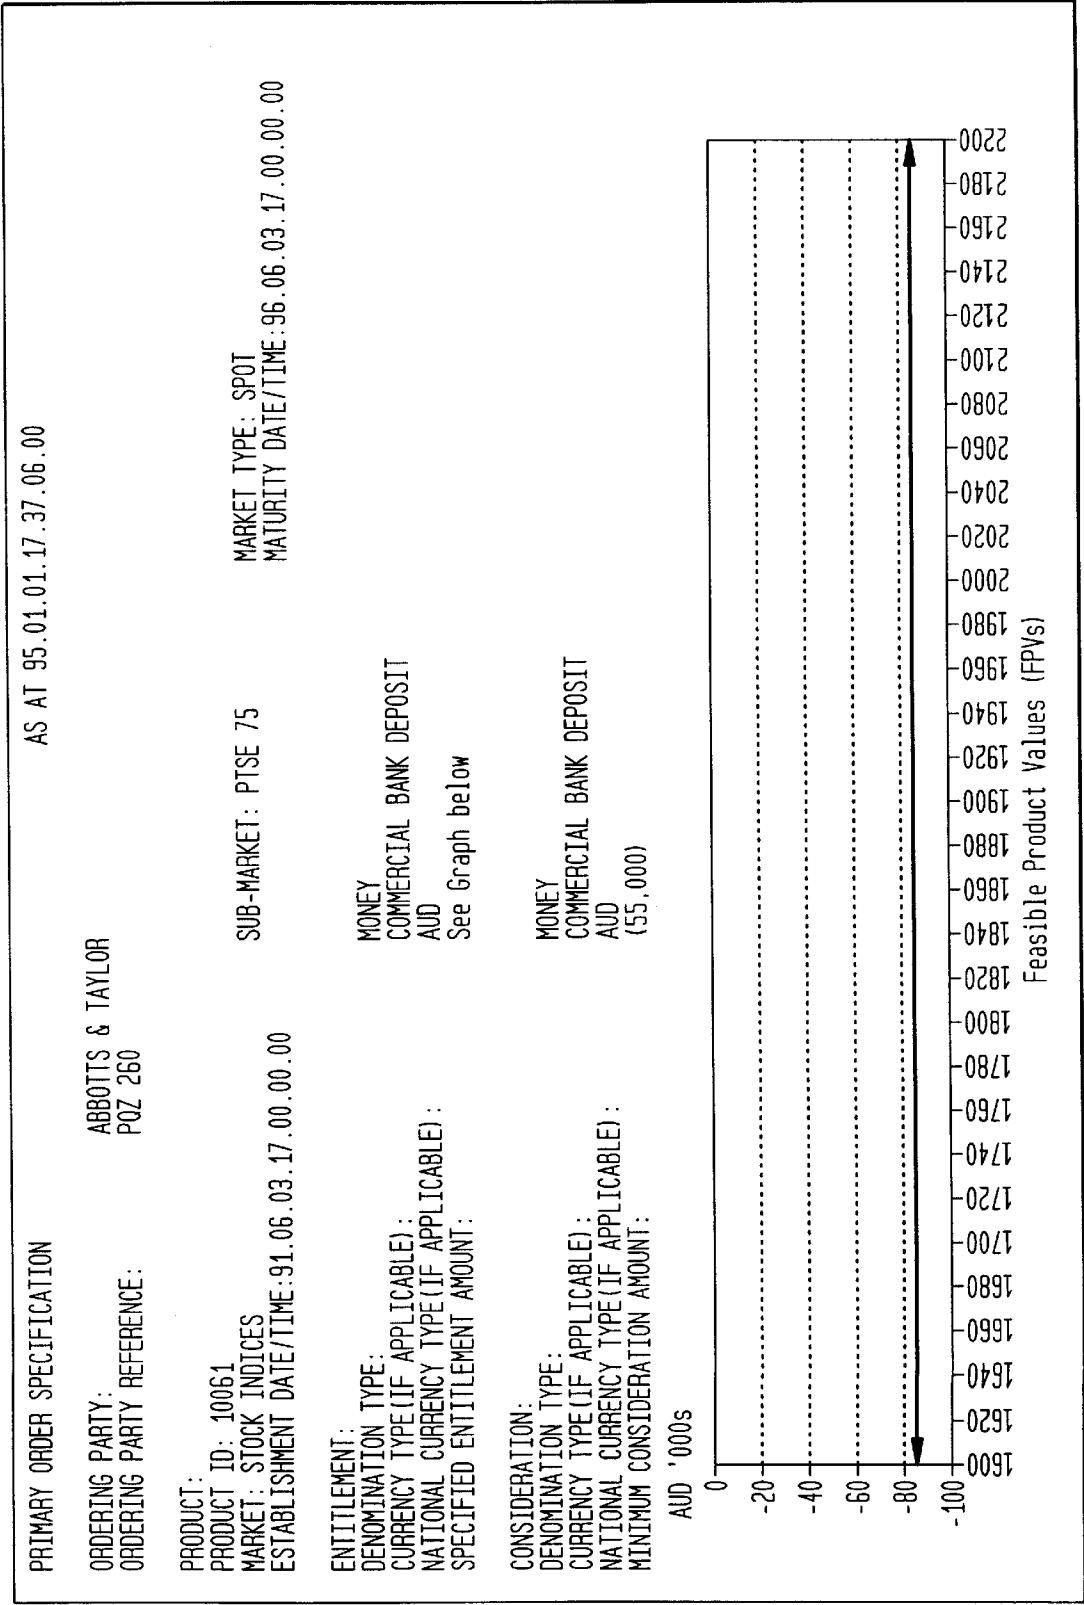 PRIMARY ORDER SPECIFICATION AS AT 95.01.01.17.37.06.00
ORDERING PARTY: ABBOTTS & TAYLOR
ORDERING PARTY REFERENCE: PQZ 260
PRODUCT:
PRODUCT ID: 10061
MARKET: STOCK INDICES SUB-MARKET: PTSE 75 MARKET TYPE: SPOT
ESTABLISHMENT DATE/TIME:91.06.03.17.00.00.00 MATURITY DATE/TIME:96.06.03.17.00.00.00
ENTITLEMENT:
DENOMINATION TYPE: MONEY
CURRENCY TYPE(IF APPLICABLE): COMMERCIAL BANK DEPOSIT
NATIONAL CURRENCY TYPE(IF APPLICABLE): AUD
SPECIFIED ENTITLEMENT AMOUNT: See Graph below
CONSIDERATION:
DENOMINATION TYPE: MONEY
CURRENCY TYPE(IF APPLICABLE): COMMERCIAL BANK DEPOSIT
NATIONAL CURRENCY TYPE(IF APPLICABLE): AUD
MINIMUM CONSIDERATION AMOUNT: (55,000)
AUD '000s
0
-20
-40
-60
-80
-100
1600 1620 1640 1660 1680 1700 1720 1740 1760 1780 1800 1820 1840 1860 1880 1900 1920 1940 1960 1980 2000 2020 2040 2060 2080 2100 2120 2140 2160 2180 2200
Feasible Product Values (FPVs)